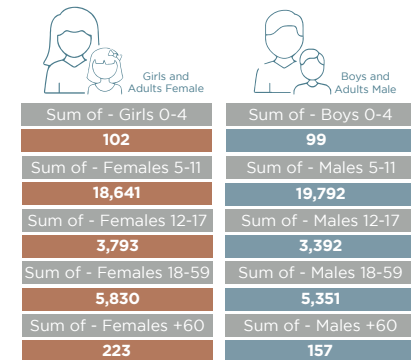 Girls and
Adults Female
Sum of - Girls 0-4
102
Sum of - Females 5-11
18,641
Sum of - Females 12-17
3,793
Sum of - Females 18-59
5,830
Sum of - Females +60
223
Boys and
Adults Male
Sum of - Boys 0-4
99
Sum of - Males 5-11
19,792
Sum of - Males 12-17
3,392
Sum of - Males 18-59
5,351
Sum of - Males +60
157